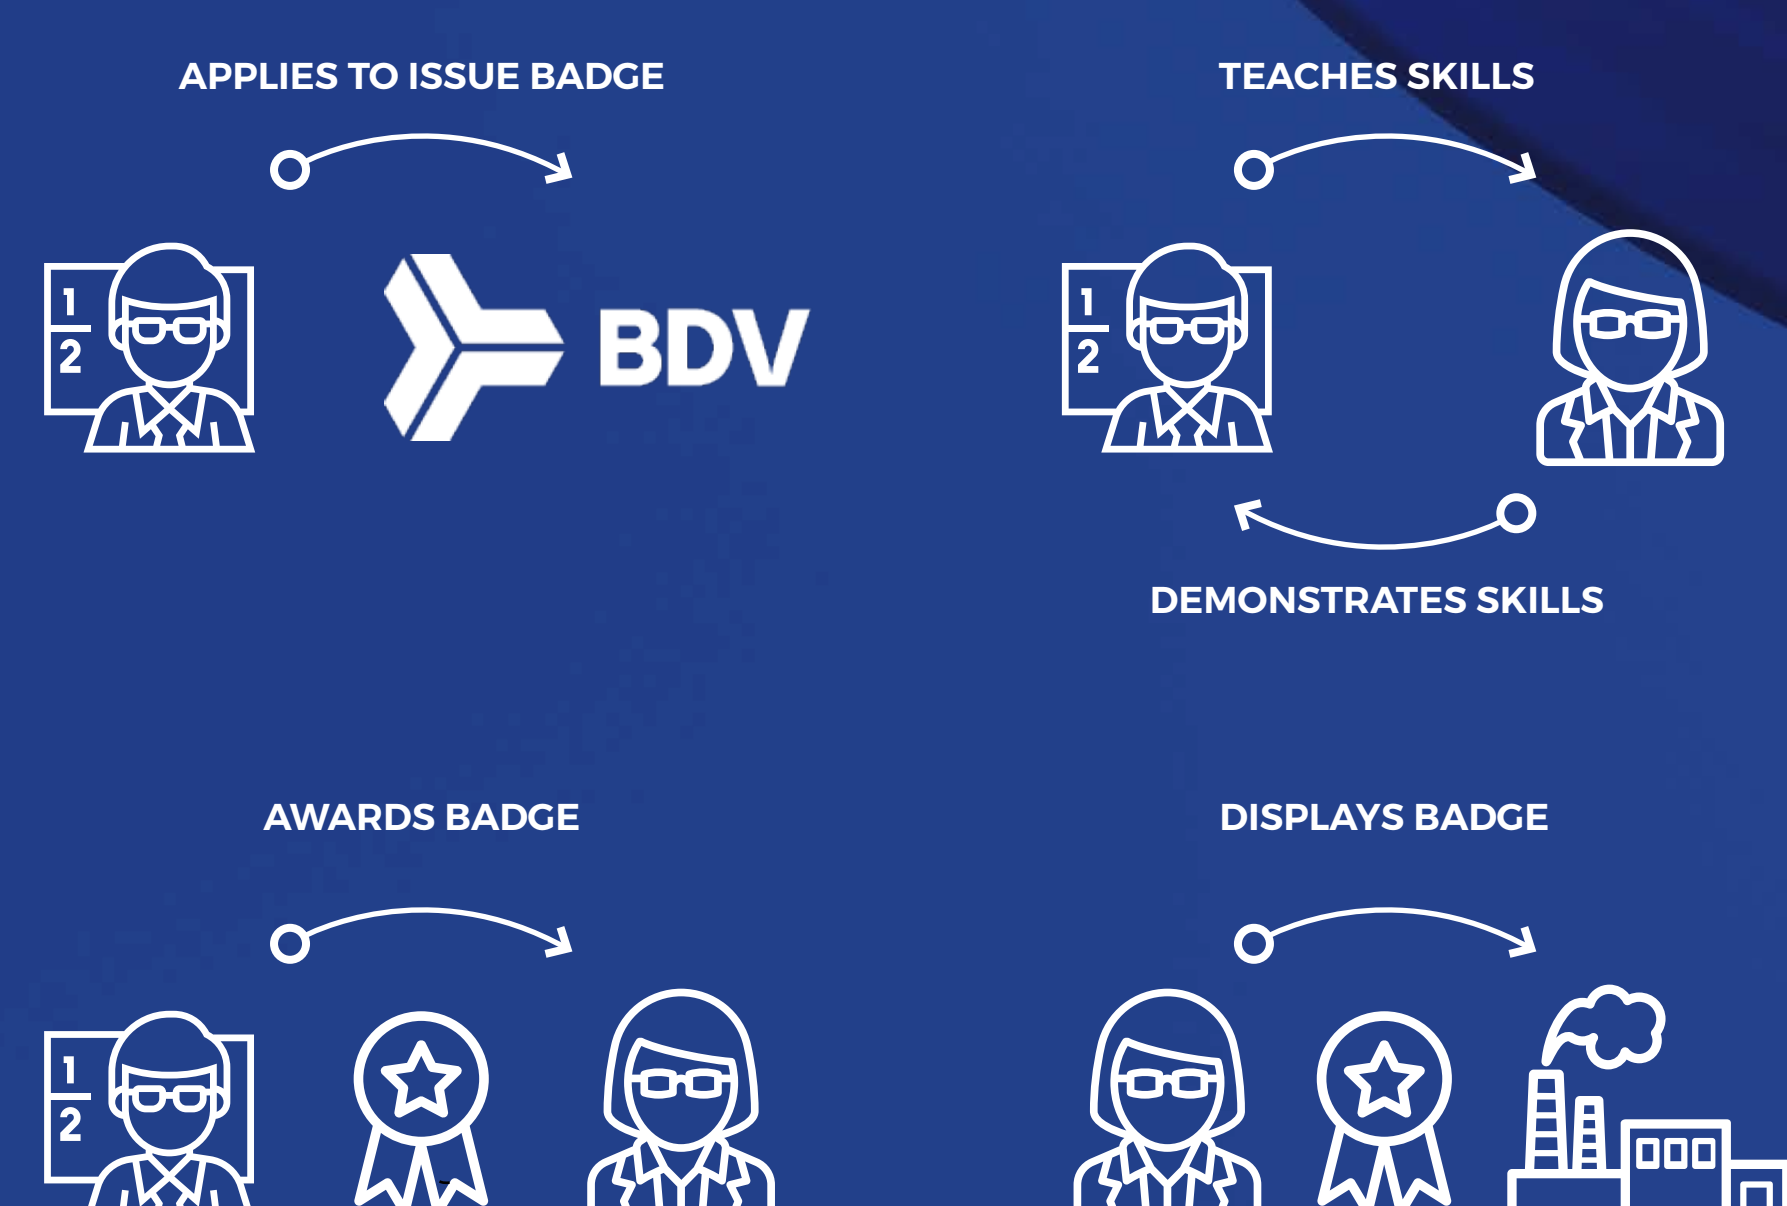 APPLIES TO ISSUE BADGE
TEACHES SKILLS
1
2
BDV
1
2
DEMONSTRATES SKILLS
AWARDS BADGE
DISPLAYS BADGE
1
2